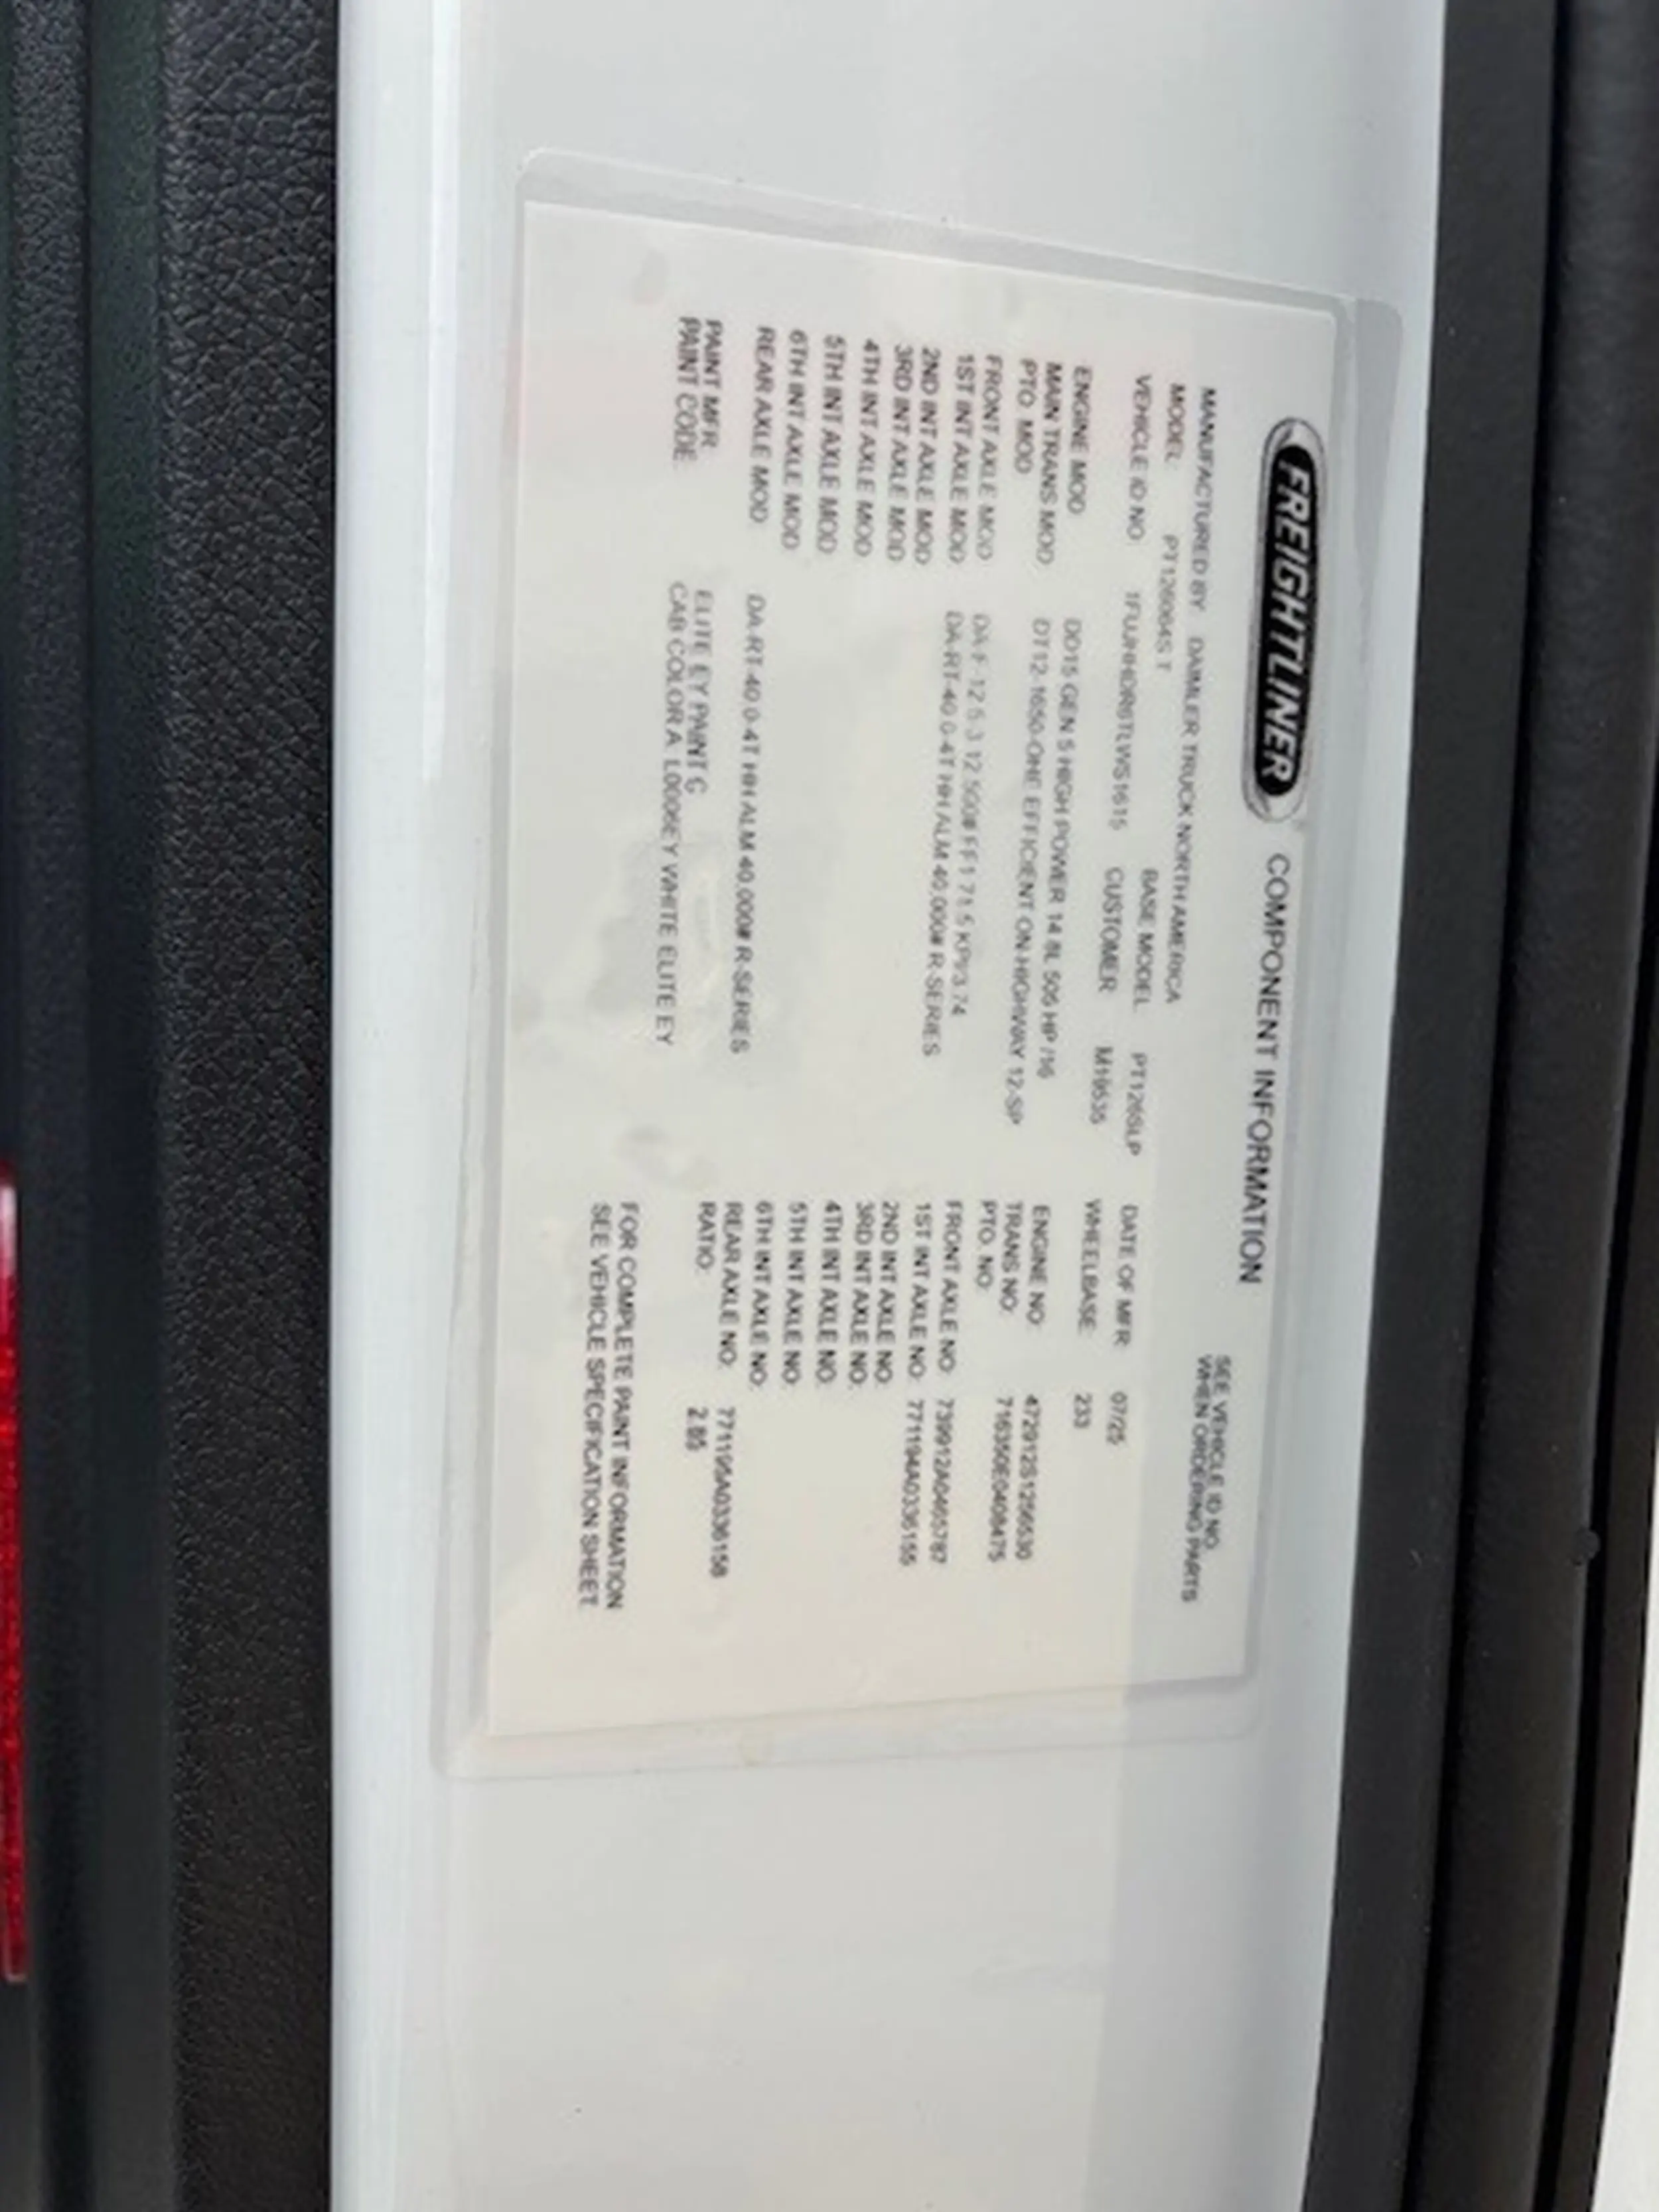 FREIGHTLINER COMPONENT INFORMATION
SEE VEHICLE ID NO.
WHEN ORDERING PARTS
MANUFACTURED BY DAIMLER TRUCK NORTH AMERICA
MODEL: BASE MODEL: PT126SLP DATE OF MFR: 07/25
VEHICLE ID NO. CUSTOMER WHEELBASE: 233
ENGINE MOD: DD15 GEN 5 HIGH POWER 14.8L 505 HP ENGINE NO:
MAIN TRANS MOD DT12-1650-OHE EFFICIENT ON-HIGHWAY 12-SP TRANS NO:
PTO. MOD PTO. NO:
FRONT AXLE MOD FRONT AXLE NO:
1ST INT AXLE MOD DA-RT-40.0-4T HH ALM 40,000# R-SERIES 1ST INT AXLE NO: 771194A0336155
2ND INT AXLE MOD 2ND INT AXLE NO:
3RD INT AXLE MOD 3RD INT AXLE NO:
4TH INT AXLE MOD 4TH INT AXLE NO:
5TH INT AXLE MOD: 5TH INT AXLE NO:
6TH INT AXLE MOD: 6TH INT AXLE NO:
REAR AXLE MOD: DA-RT-40.0-4T HH ALM 40,000# R-SERIES REAR AXLE NO:
RATIO:
PAINT MFR ELITE EY PAINT
PAINT CODE: CAB COLOR A: L0006EY WHITE ELITE EY
FOR COMPLETE PAINT INFORMATION
SEE VEHICLE SPECIFICATION SHEET.